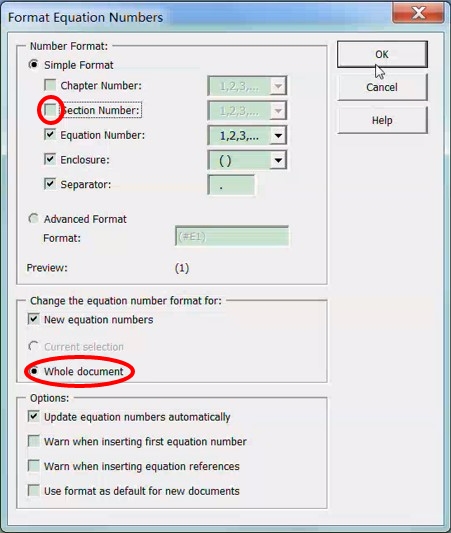 Format Equation Numbers
Number Format:
Simple Format
Chapter Number: 1,2,3,...
Section Number: 1,2,3,...
Equation Number: 1,2,3,...
Enclosure: ( )
Separator: .
Advanced Format
Format: (#E1)
Preview: (1)
Change the equation number format for:
New equation numbers
Current selection
Whole document
Options:
Update equation numbers automatically
Warn when inserting first equation number
Warn when inserting equation references
Use format as default for new documents
OK
Cancel
Help